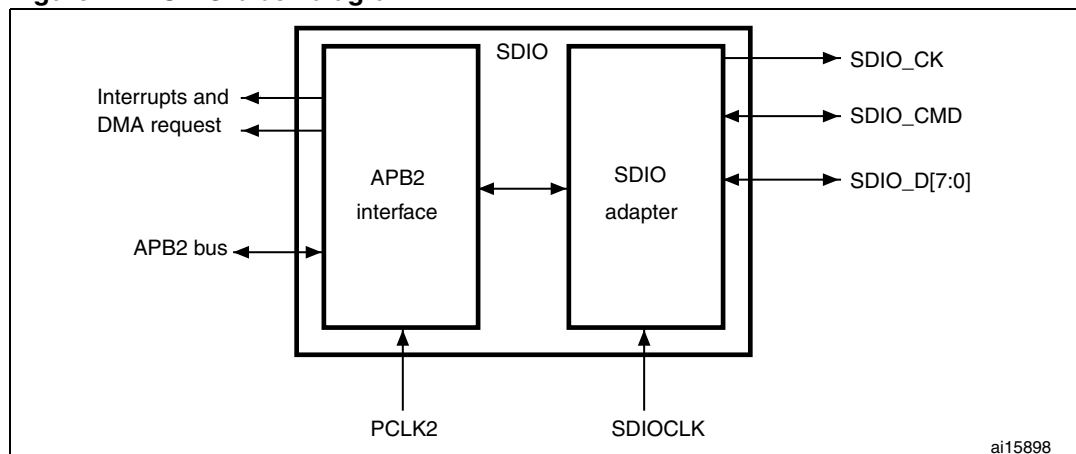 SDIO
SDIO_CK
Interrupts and
DMA request
SDIO_CMD
APB2
interface
SDIO
adapter
SDIO_D[7:0]
APB2 bus
PCLK2
SDIOCLK
ai15898